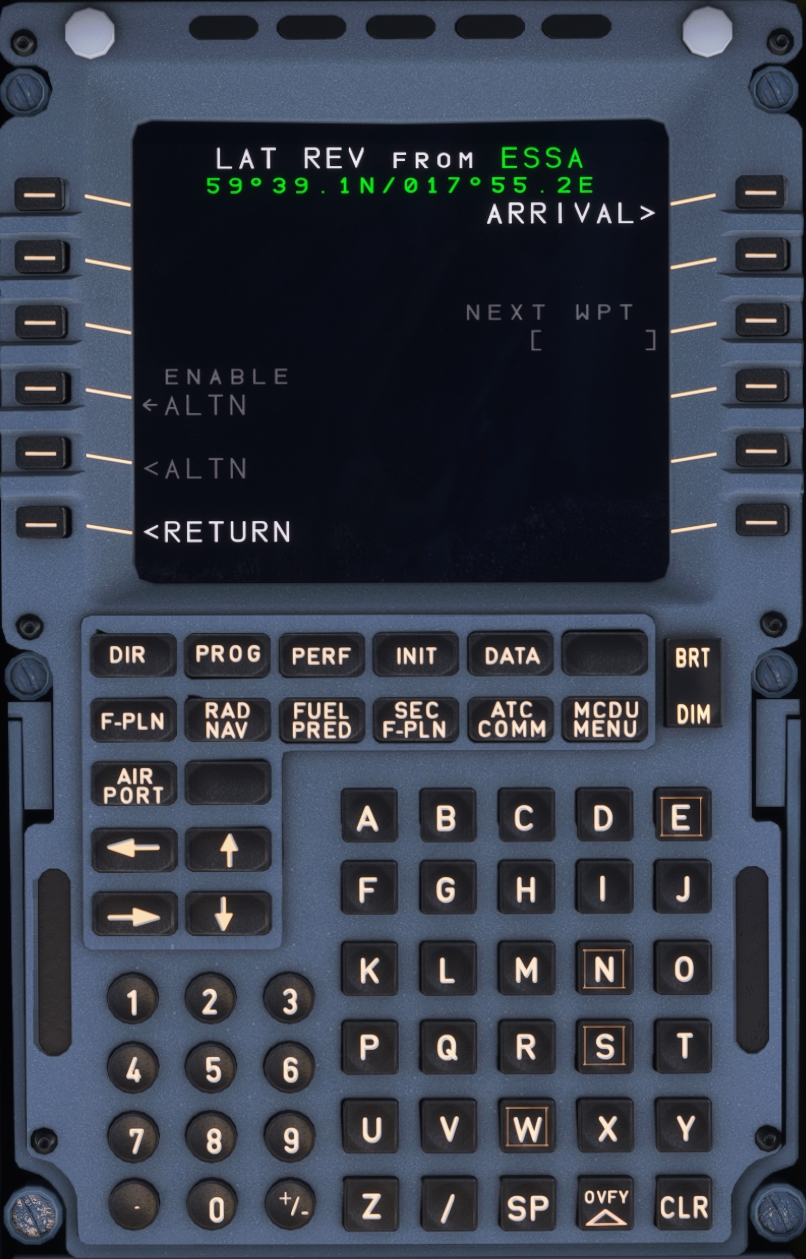 LAT REV FROM ESSA
59°39.1N/017°55.2E
ARRIVAL>
NEXT WPT
[ ]
ENABLE
←ALTN
<ALTN
<RETURN
DIR PROG PERF INIT DATA
BRT
DIM
F-PLN RAD NAV FUEL PRED SEC F-PLN ATC COMM MCDU MENU
AIR PORT
← ↑
→ ↓
A B C D E
F G H I J
K L M N O
P Q R S T
U V W X Y
Z / SP OVFY CLR
1 2 3
4 5 6
7 8 9
. 0 +/-